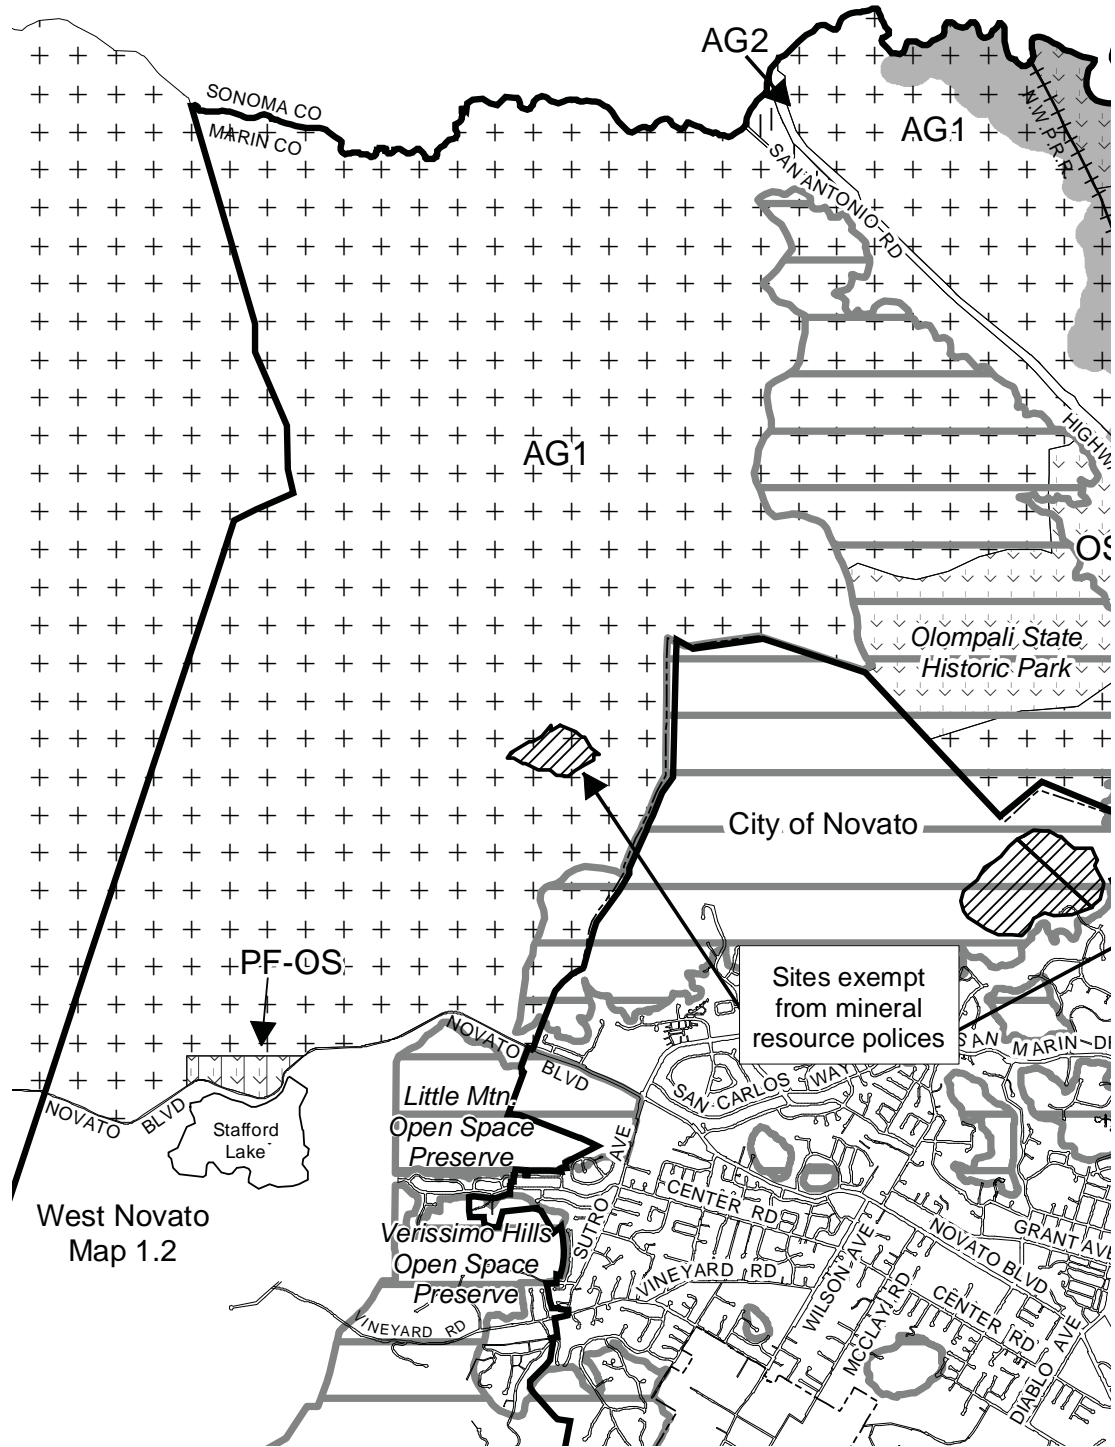 AG2
SONOMA CO
MARIN CO
AG1
N.W.P.R.R.
SAN ANTONIO RD
AG1
OS
Olompali State
Historic Park
City of Novato
PF-OS
Sites exempt
from mineral
resource polices
NOVATO BLVD
SAN MARIN
SAN CARLOS WAY
Little Mtn.
Open Space
Preserve
NOVATO BLVD
Stafford
Lake
SUTRO AVE
CENTER RD
West Novato
Map 1.2
Verissimo Hills
Open Space
Preserve
GRANT AVE
NOVATO BLVD
WILSON AVE
VINEYARD RD
VINEYARD RD
MCCLAY RD
CENTER RD
DIABLO AVE